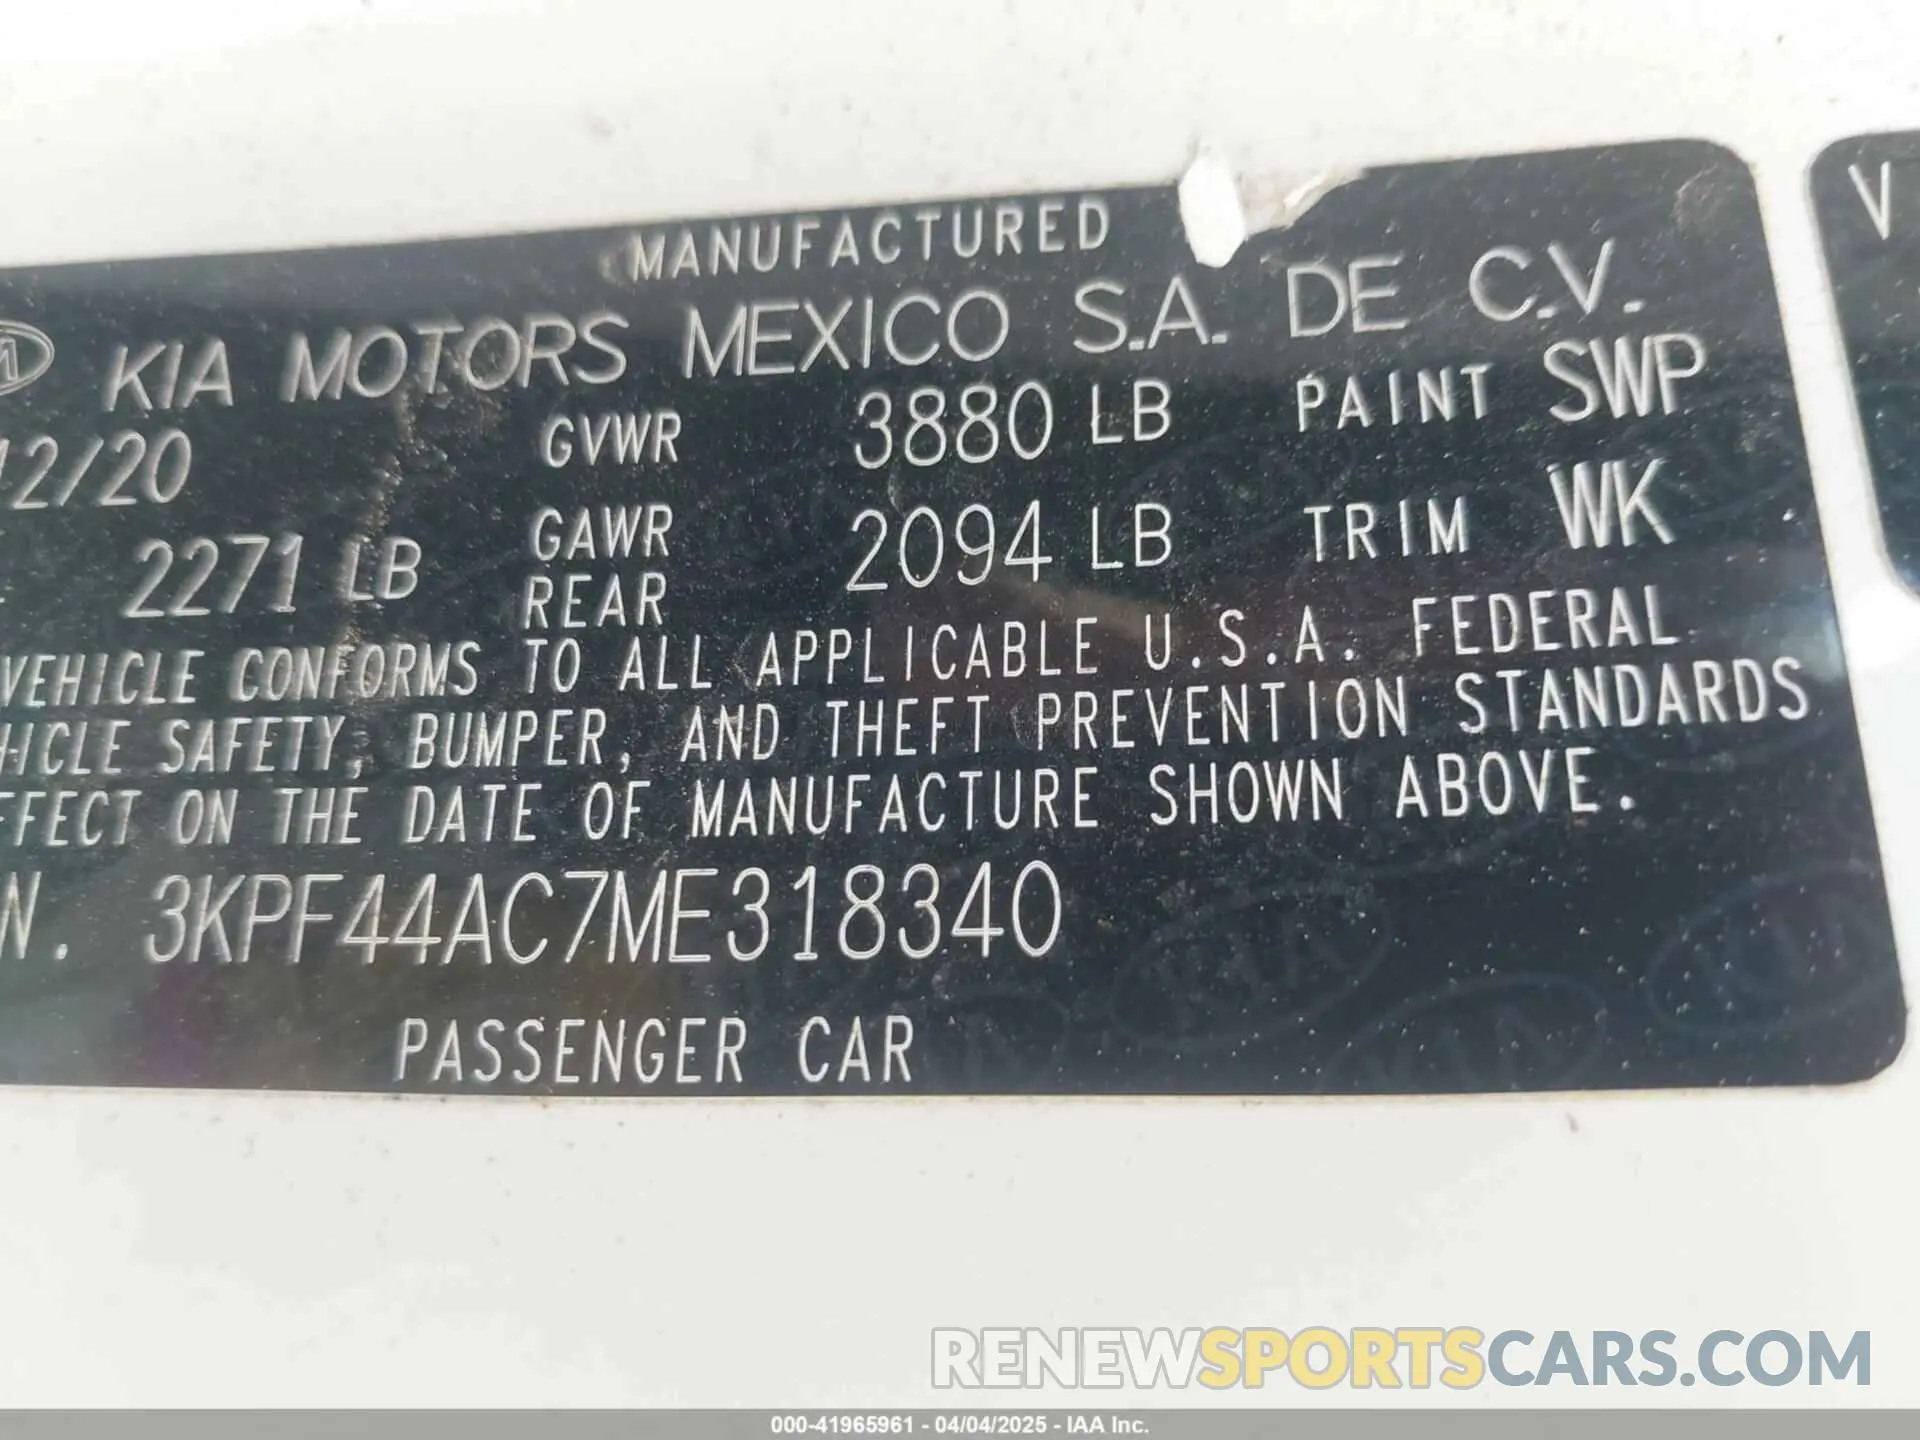 MANUFACTURED
KIA MOTORS MEXICO S.A. DE C.V.
12/20 GVWR 3880 LB PAINT SWP
2271 LB GAWR REAR 2094 LB TRIM WK
VEHICLE CONFORMS TO ALL APPLICABLE U.S.A. FEDERAL
HICLE SAFETY, BUMPER, AND THEFT PREVENTION STANDARDS
FFECT ON THE DATE OF MANUFACTURE SHOWN ABOVE.
N. 3KPF44AC7ME318340
PASSENGER CAR
V
RENEWSPORTSCARS.COM
000-41965961 - 04/04/2025 - IAA Inc.